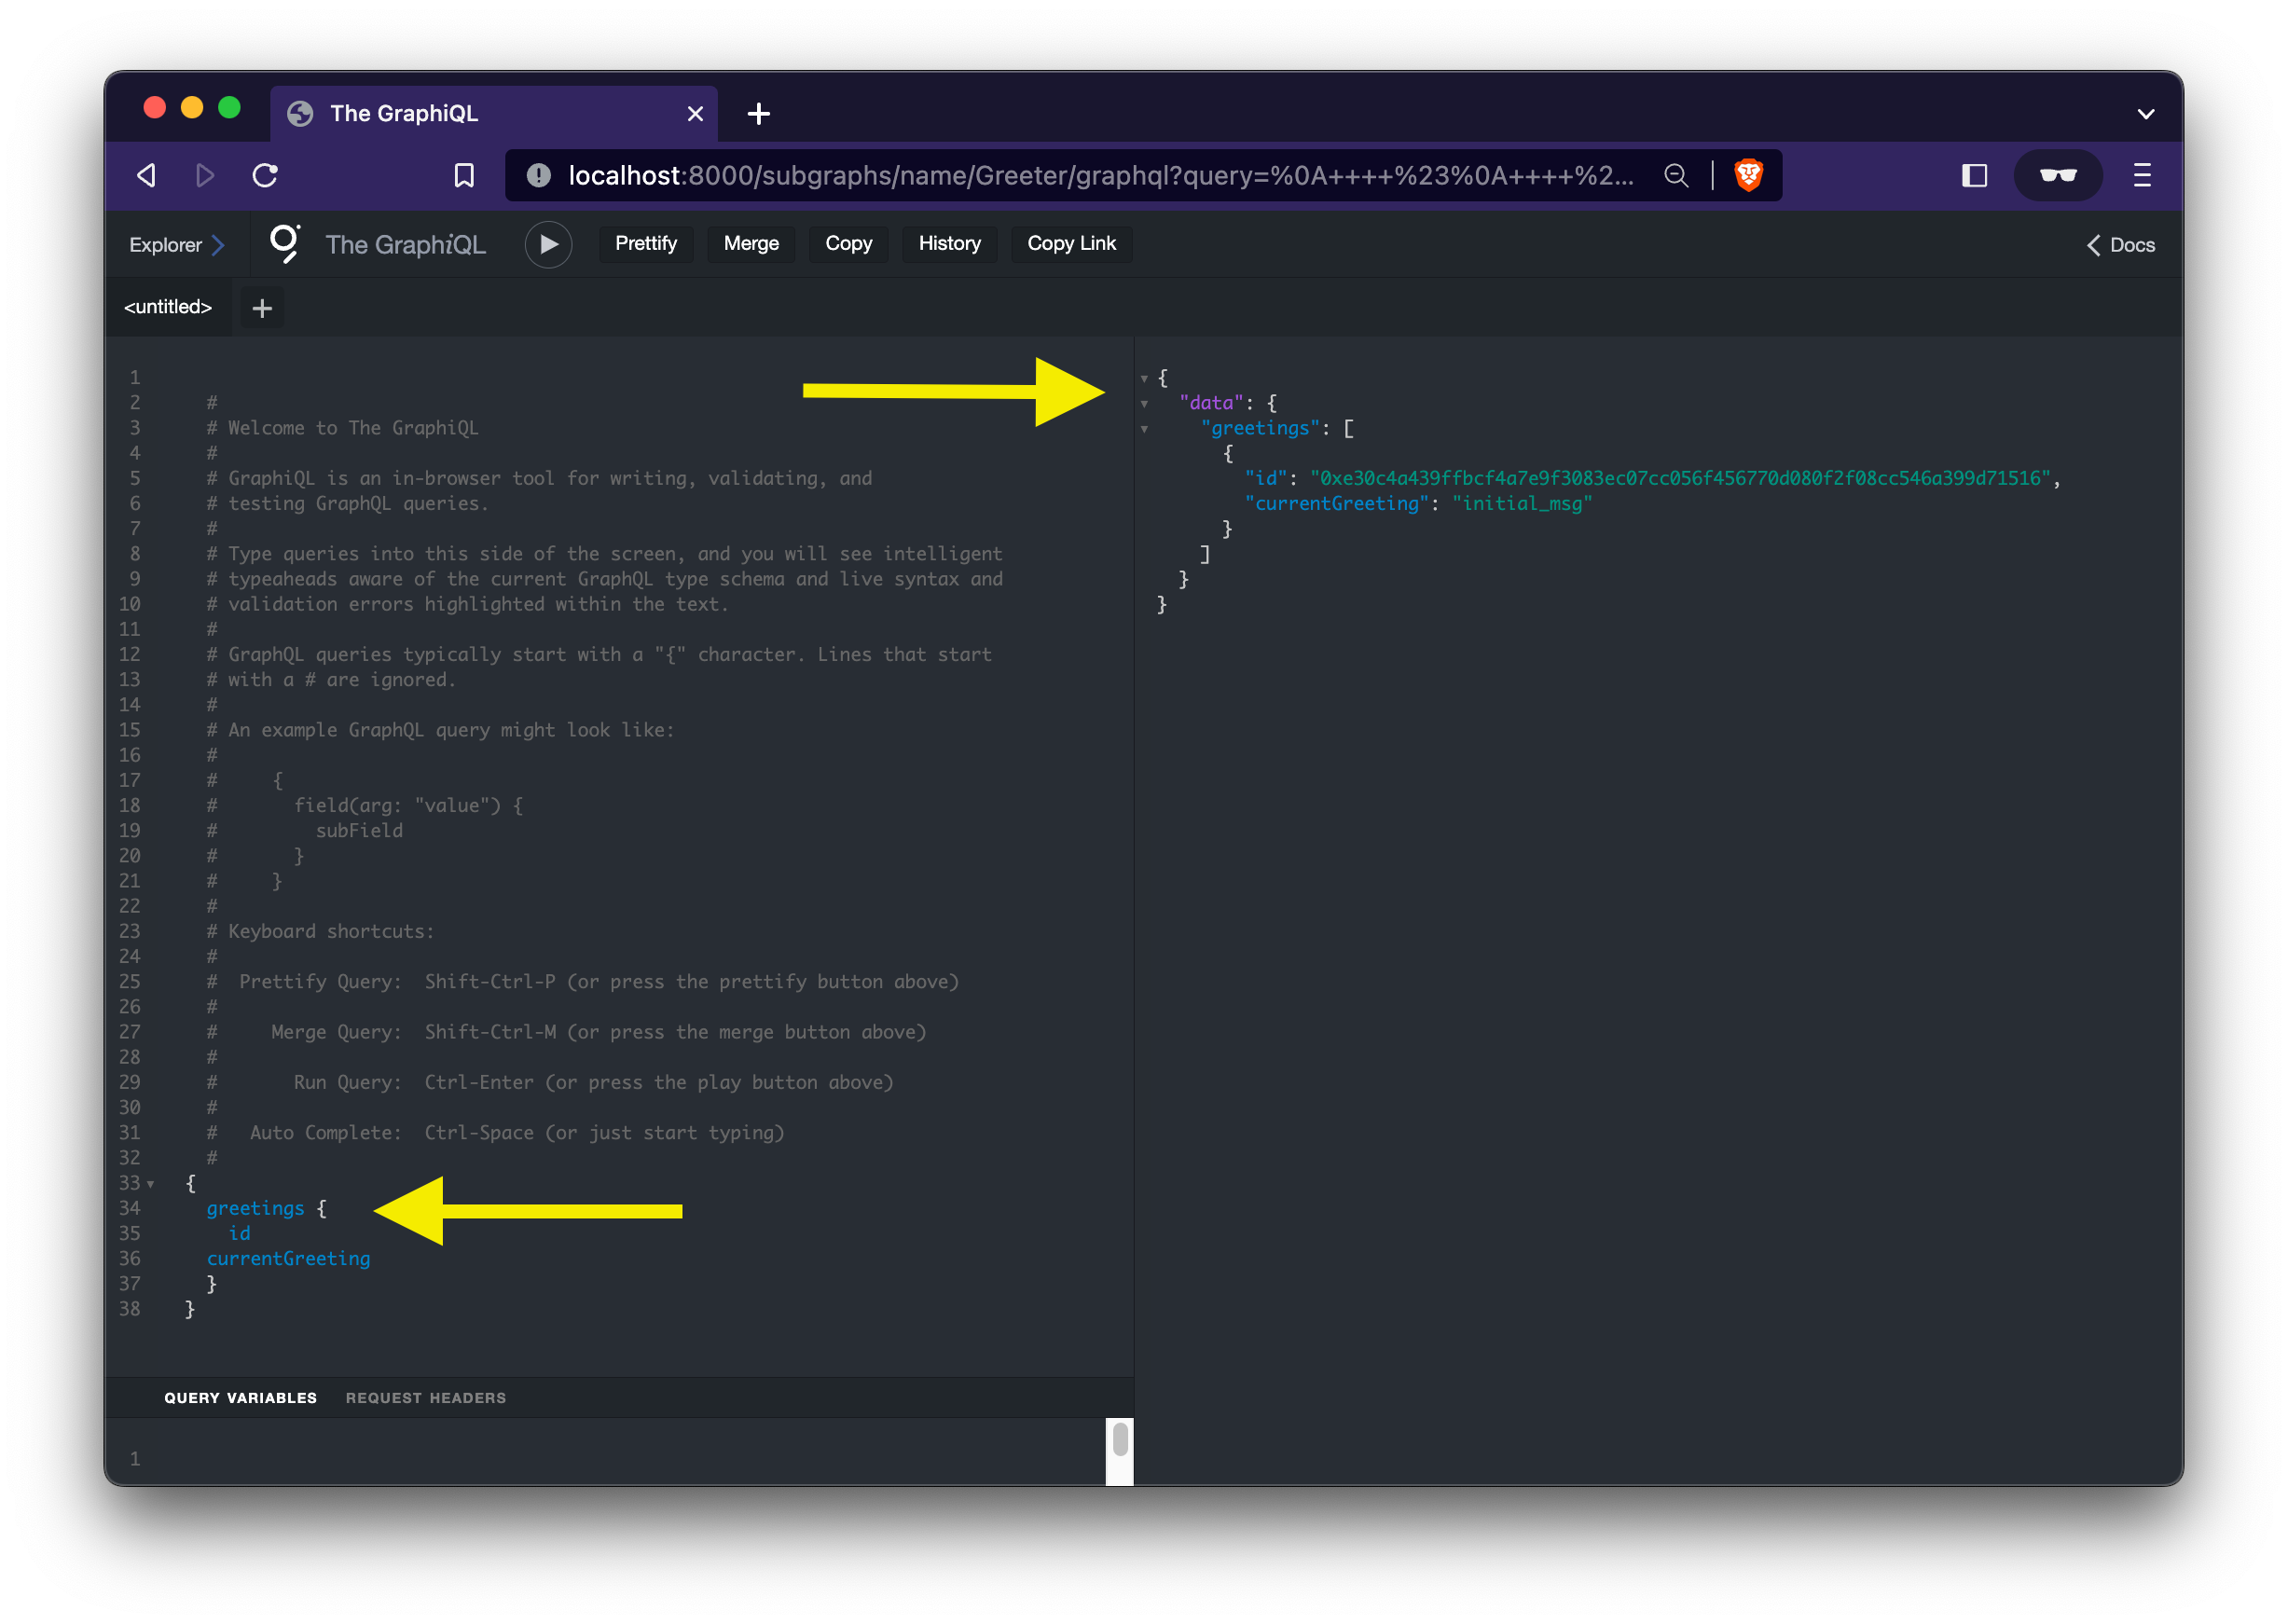 The GraphiQL
localhost:8000/subgraphs/name/Greeter/graphql?query=%0A++++%23%0A++++%2...
Explorer
The GraphiQL
Prettify
Merge
Copy
History
Copy Link
Docs
<untitled>
1
2 #
3 # Welcome to The GraphiQL
4 #
5 # GraphiQL is an in-browser tool for writing, validating, and
6 # testing GraphQL queries.
7 #
8 # Type queries into this side of the screen, and you will see intelligent
9 # typeaheads aware of the current GraphQL type schema and live syntax and
10 # validation errors highlighted within the text.
11 #
12 # GraphQL queries typically start with a "{" character. Lines that start
13 # with a # are ignored.
14 #
15 # An example GraphQL query might look like:
16 #
17 #     {
18 #       field(arg: "value") {
19 #         subField
20 #       }
21 #     }
22 #
23 # Keyboard shortcuts:
24 #
25 #  Prettify Query:  Shift-Ctrl-P (or press the prettify button above)
26 #
27 #     Merge Query:  Shift-Ctrl-M (or press the merge button above)
28 #
29 #       Run Query:  Ctrl-Enter (or press the play button above)
30 #
31 #   Auto Complete:  Ctrl-Space (or just start typing)
32 #
33 {
34   greetings {
35     id
36   currentGreeting
37   }
38 }
QUERY VARIABLES
REQUEST HEADERS
1
{
  "data": {
    "greetings": [
      {
        "id": "0xe30c4a439ffbcf4a7e9f3083ec07cc056f456770d080f2f08cc546a399d71516",
        "currentGreeting": "initial_msg"
      }
    ]
  }
}